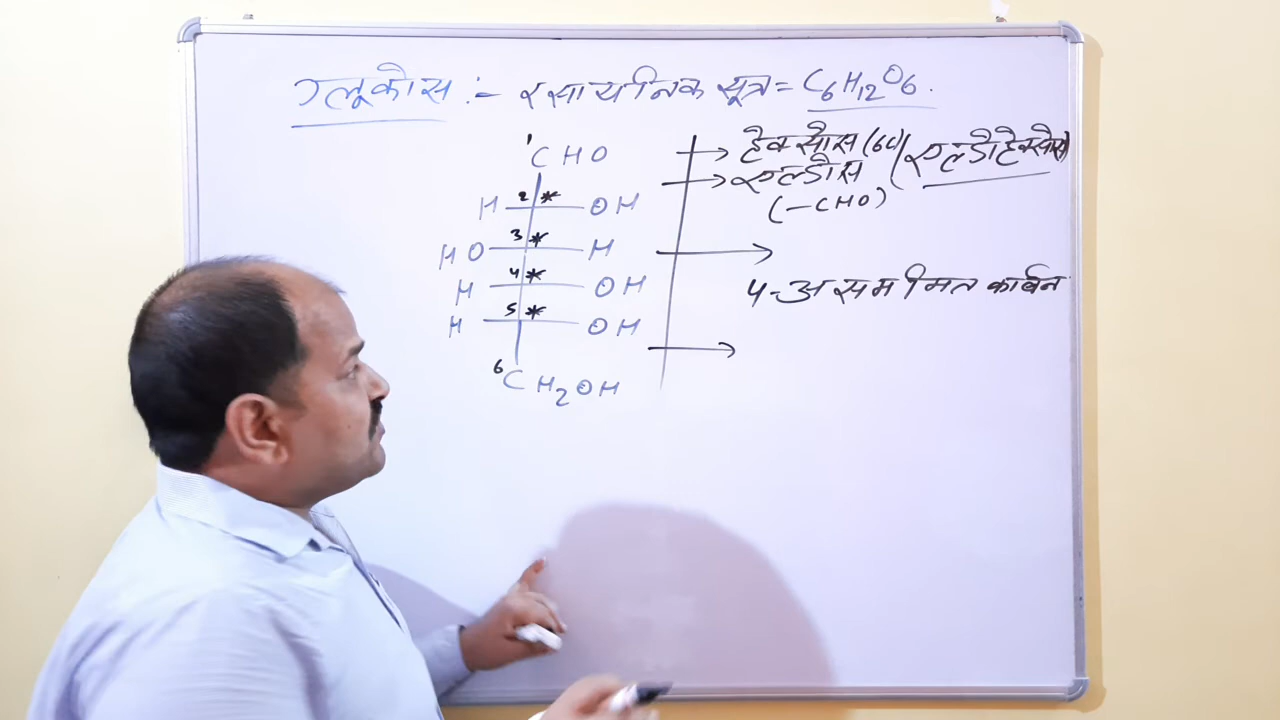 ग्लूकोस :- रसायनिक सूत्र = C6H12O6.
1CHO
H 2* OH
HO 3* H
H 4* OH
H 5* OH
6CH2OH
हैक्सोस (6C)
एल्डोस
(एल्डोहैक्सोस)
(-CHO)
4-असममित कार्बन